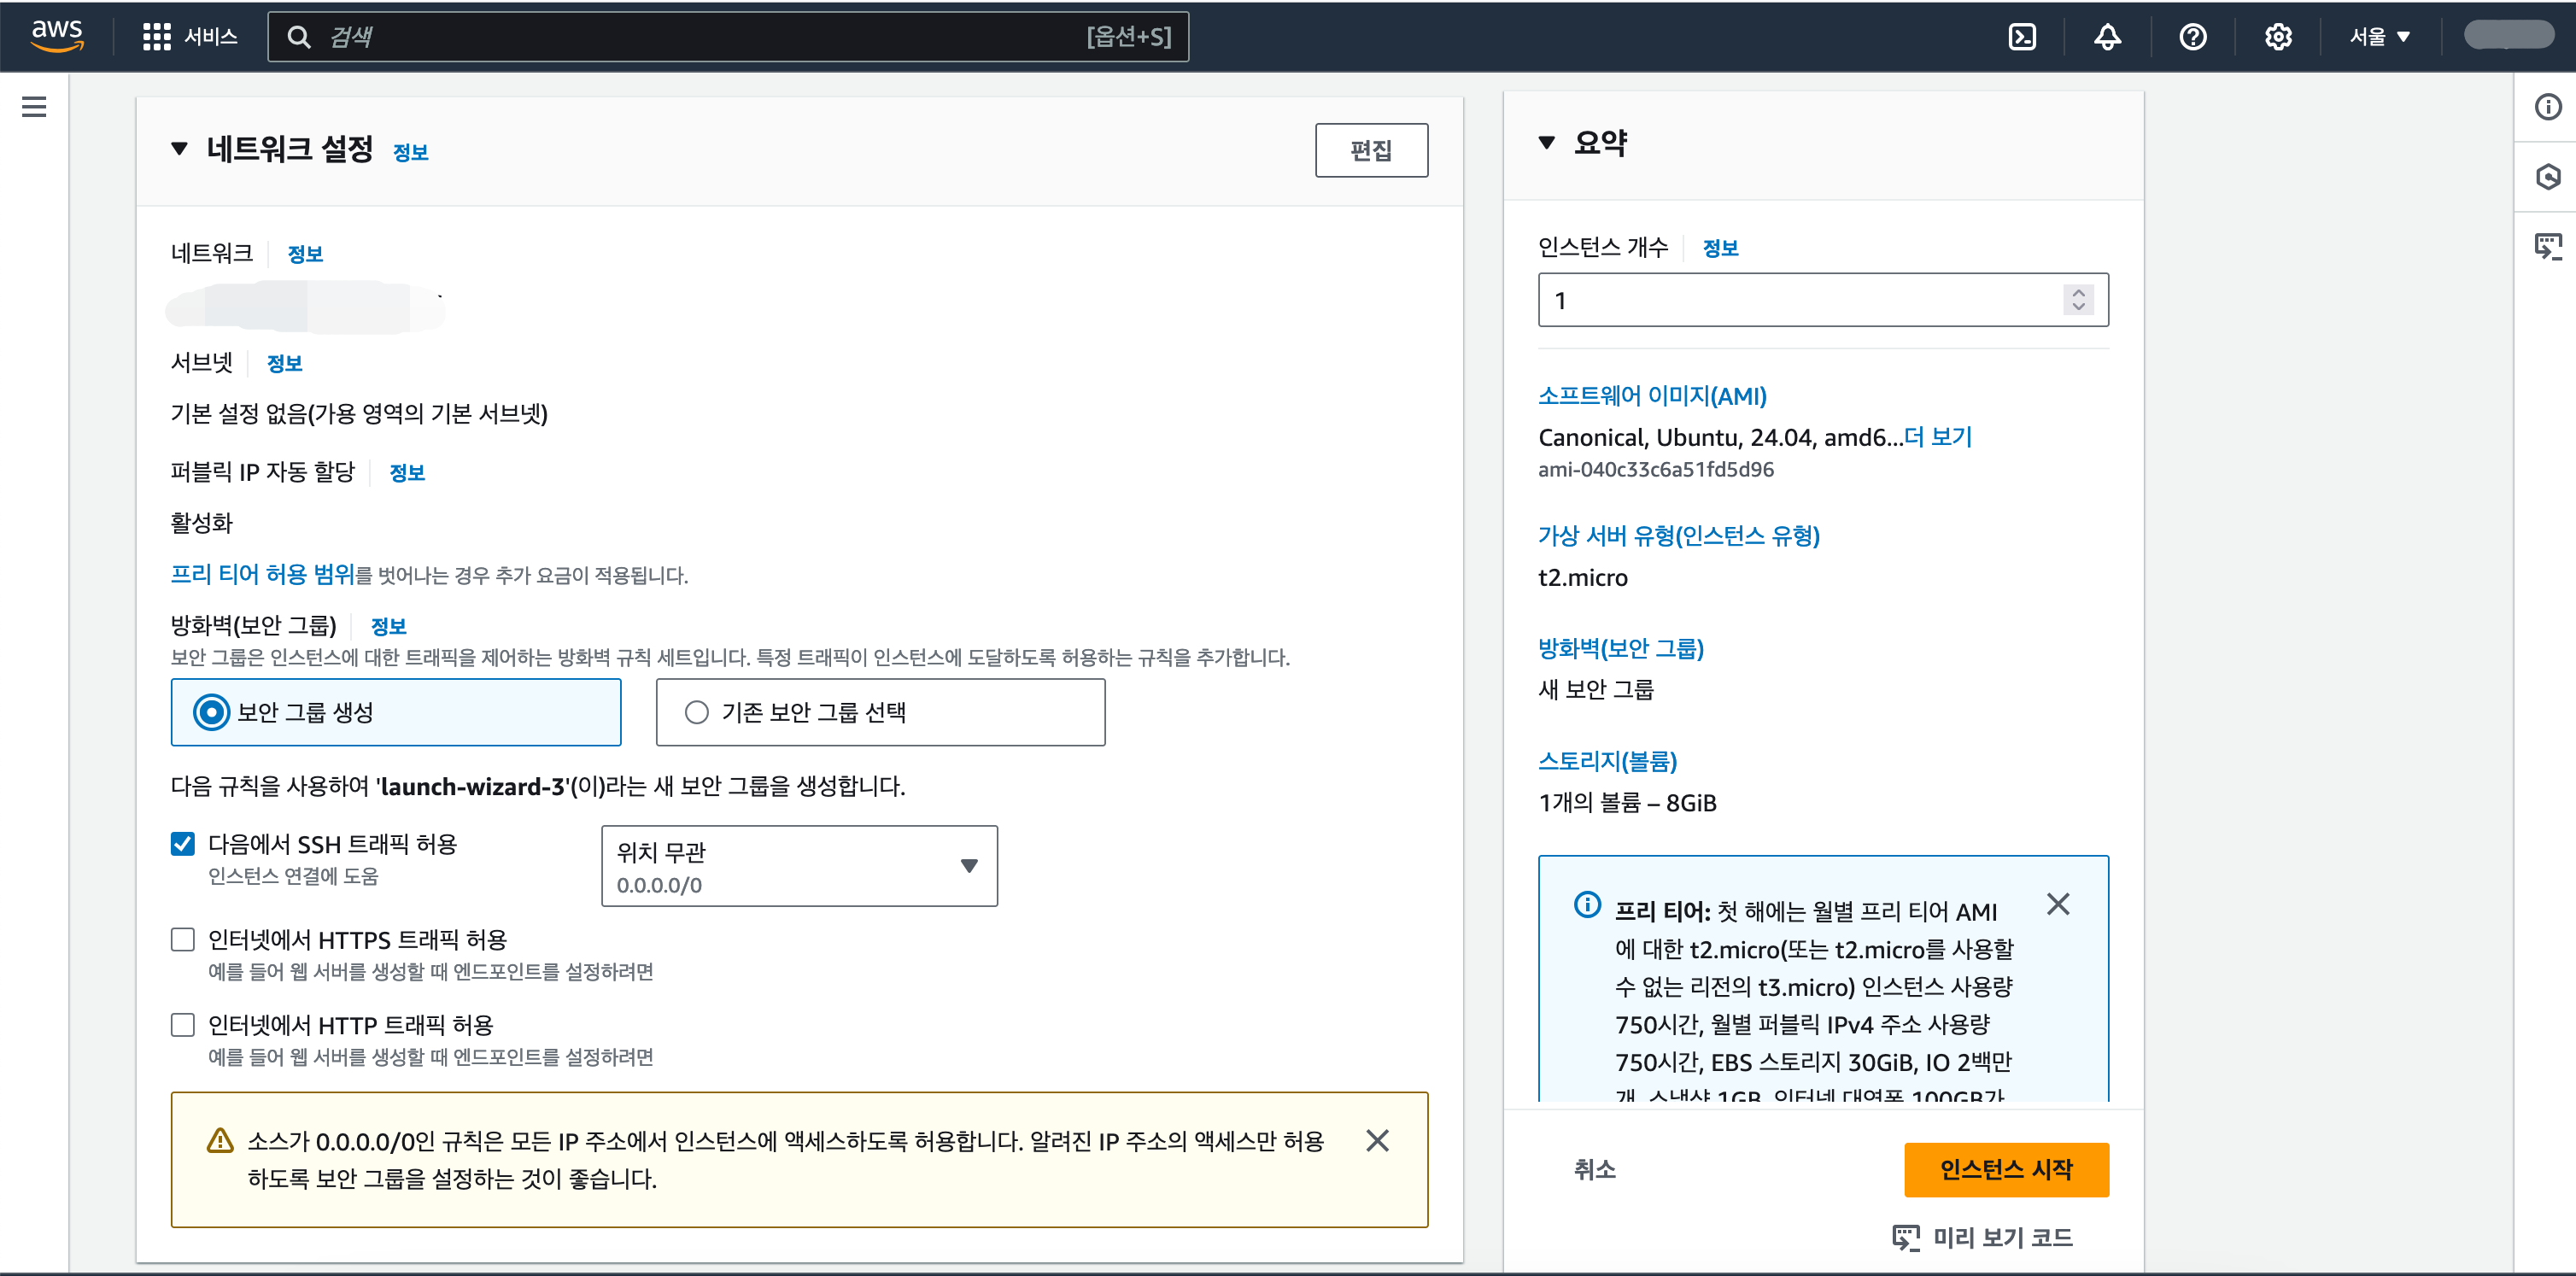 aws
서비스
검색
[옵션+S]
서울
네트워크 설정 정보
편집
네트워크 정보
서브넷 정보
기본 설정 없음(가용 영역의 기본 서브넷)
퍼블릭 IP 자동 할당 정보
활성화
프리 티어 허용 범위를 벗어나는 경우 추가 요금이 적용됩니다.
방화벽(보안 그룹) 정보
보안 그룹은 인스턴스에 대한 트래픽을 제어하는 방화벽 규칙 세트입니다. 특정 트래픽이 인스턴스에 도달하도록 허용하는 규칙을 추가합니다.
보안 그룹 생성
기존 보안 그룹 선택
다음 규칙을 사용하여 'launch-wizard-3'(이)라는 새 보안 그룹을 생성합니다.
다음에서 SSH 트래픽 허용
인스턴스 연결에 도움
위치 무관
0.0.0.0/0
인터넷에서 HTTPS 트래픽 허용
예를 들어 웹 서버를 생성할 때 엔드포인트를 설정하려면
인터넷에서 HTTP 트래픽 허용
예를 들어 웹 서버를 생성할 때 엔드포인트를 설정하려면
소스가 0.0.0.0/0인 규칙은 모든 IP 주소에서 인스턴스에 액세스하도록 허용합니다. 알려진 IP 주소의 액세스만 허용
하도록 보안 그룹을 설정하는 것이 좋습니다.
요약
인스턴스 개수 정보
1
소프트웨어 이미지(AMI)
Canonical, Ubuntu, 24.04, amd6...더 보기
ami-040c33c6a51fd5d96
가상 서버 유형(인스턴스 유형)
t2.micro
방화벽(보안 그룹)
새 보안 그룹
스토리지(볼륨)
1개의 볼륨 – 8GiB
프리 티어: 첫 해에는 월별 프리 티어 AMI
에 대한 t2.micro(또는 t2.micro를 사용할
수 없는 리전의 t3.micro) 인스턴스 사용량
750시간, 월별 퍼블릭 IPv4 주소 사용량
750시간, EBS 스토리지 30GiB, IO 2백만
개, 스냅샷 1GB, 인터넷 대역폭 100GB가
취소
인스턴스 시작
미리 보기 코드